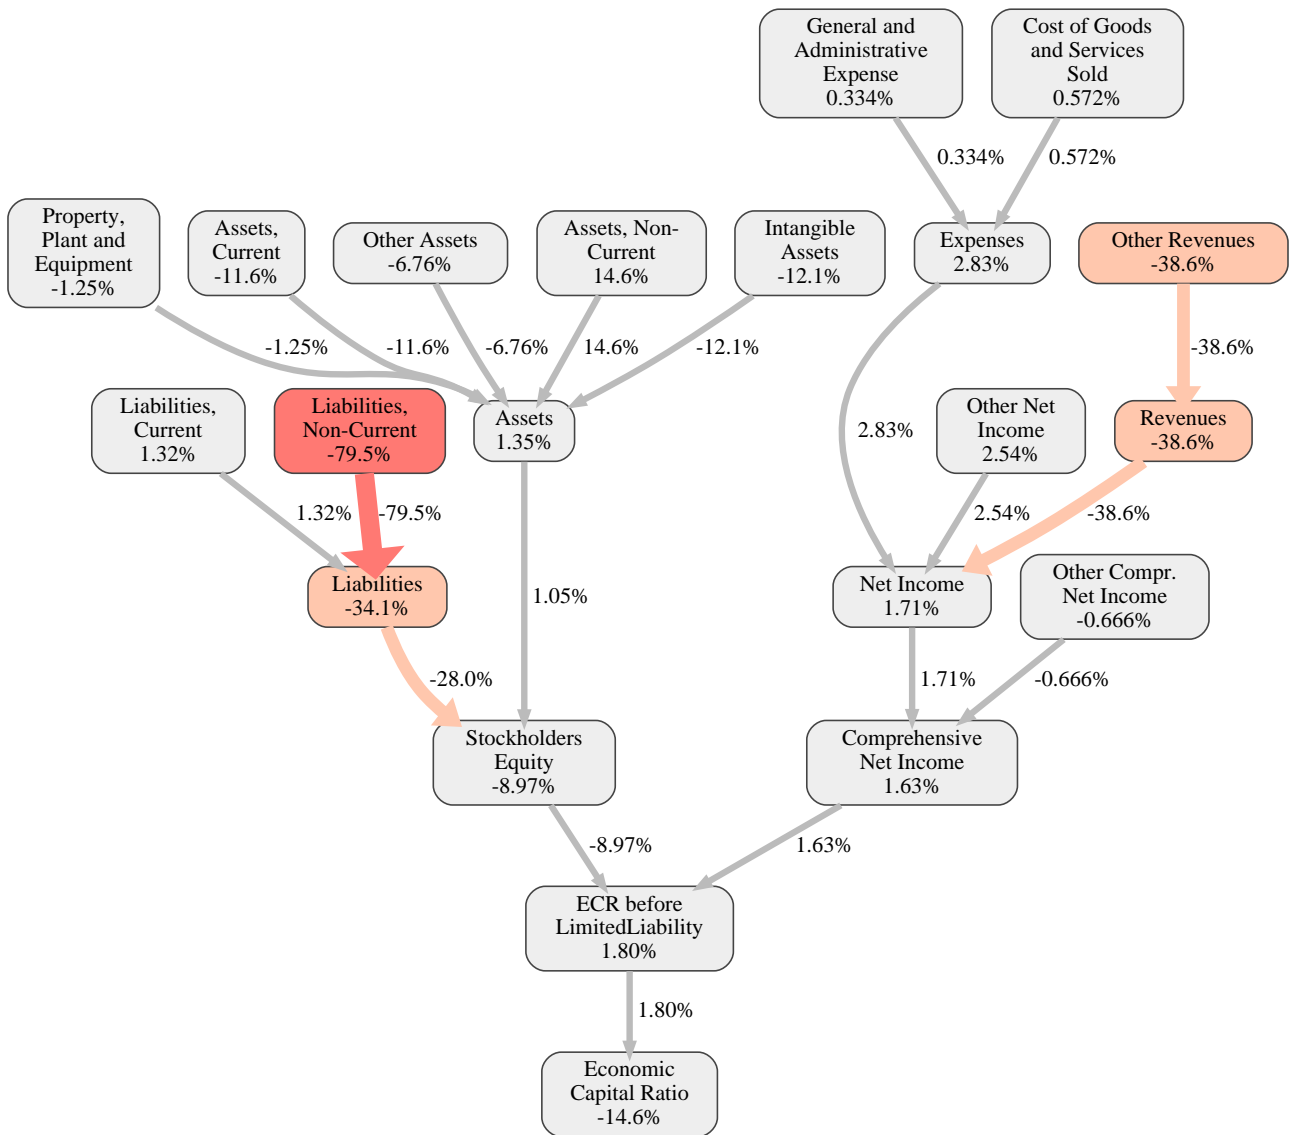 General and
Administrative
Expense
0.334%
Cost of Goods
and Services
Sold
0.572%
0.334%
0.572%
Property,
Plant and
Equipment
-1.25%
Assets,
Current
-11.6%
Other Assets
-6.76%
Assets, Non-
Current
14.6%
Intangible
Assets
-12.1%
Expenses
2.83%
Other Revenues
-38.6%
-1.25%
-11.6%
-6.76%
14.6%
-12.1%
-38.6%
Liabilities,
Current
1.32%
Liabilities,
Non-Current
-79.5%
Assets
1.35%
2.83%
Other Net
Income
2.54%
Revenues
-38.6%
1.32%
-79.5%
2.54%
-38.6%
Liabilities
-34.1%
1.05%
Net Income
1.71%
Other Compr.
Net Income
-0.666%
-28.0%
1.71%
-0.666%
Stockholders
Equity
-8.97%
Comprehensive
Net Income
1.63%
-8.97%
1.63%
ECR before
LimitedLiability
1.80%
1.80%
Economic
Capital Ratio
-14.6%